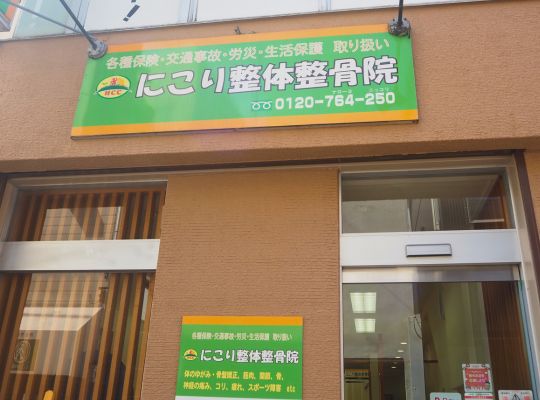 各種保険・交通事故・労災・生活保護 取り扱い
にこり整体整骨院
0120-764-250
各種保険・交通事故・労災・生活保護 取り扱い
にこり整体整骨院
体のゆがみ・骨盤矯正、筋肉、関節、骨、
神経の痛み、コリ、疲れ、スポーツ障害 etc